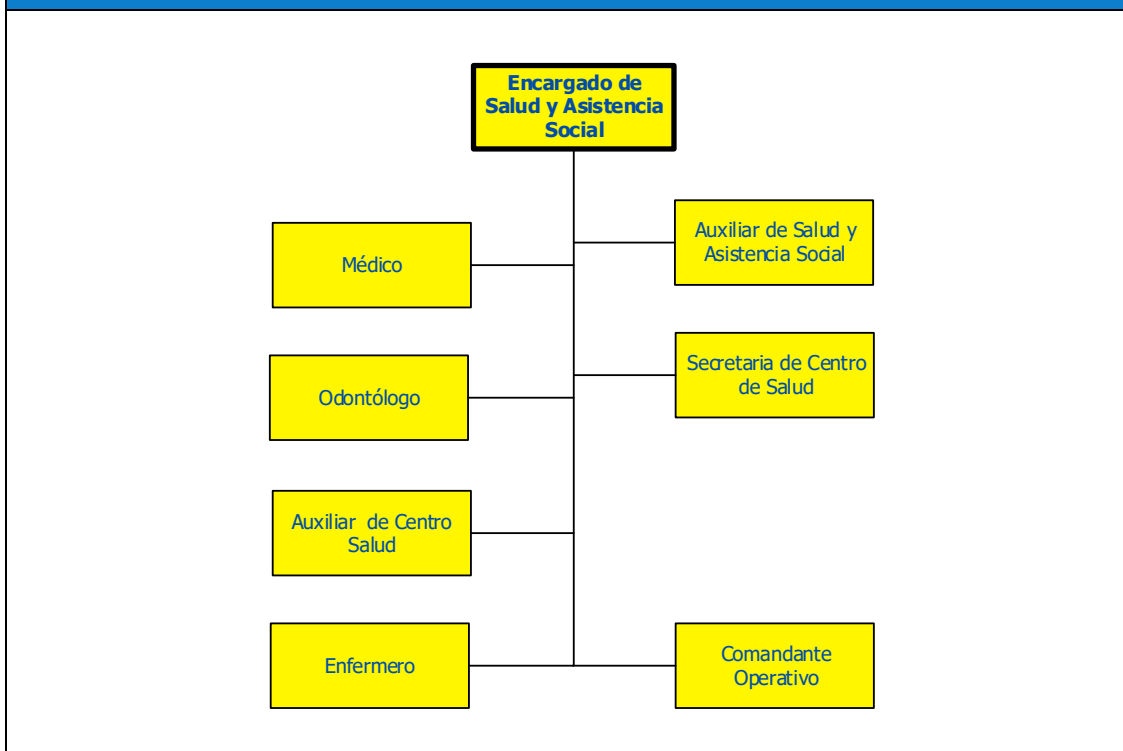 Encargado de
Salud y Asistencia
Social
Auxiliar de Salud y
Asistencia Social
Médico
Secretaria de Centro
de Salud
Odontólogo
Auxiliar de Centro
Salud
Enfermero
Comandante
Operativo